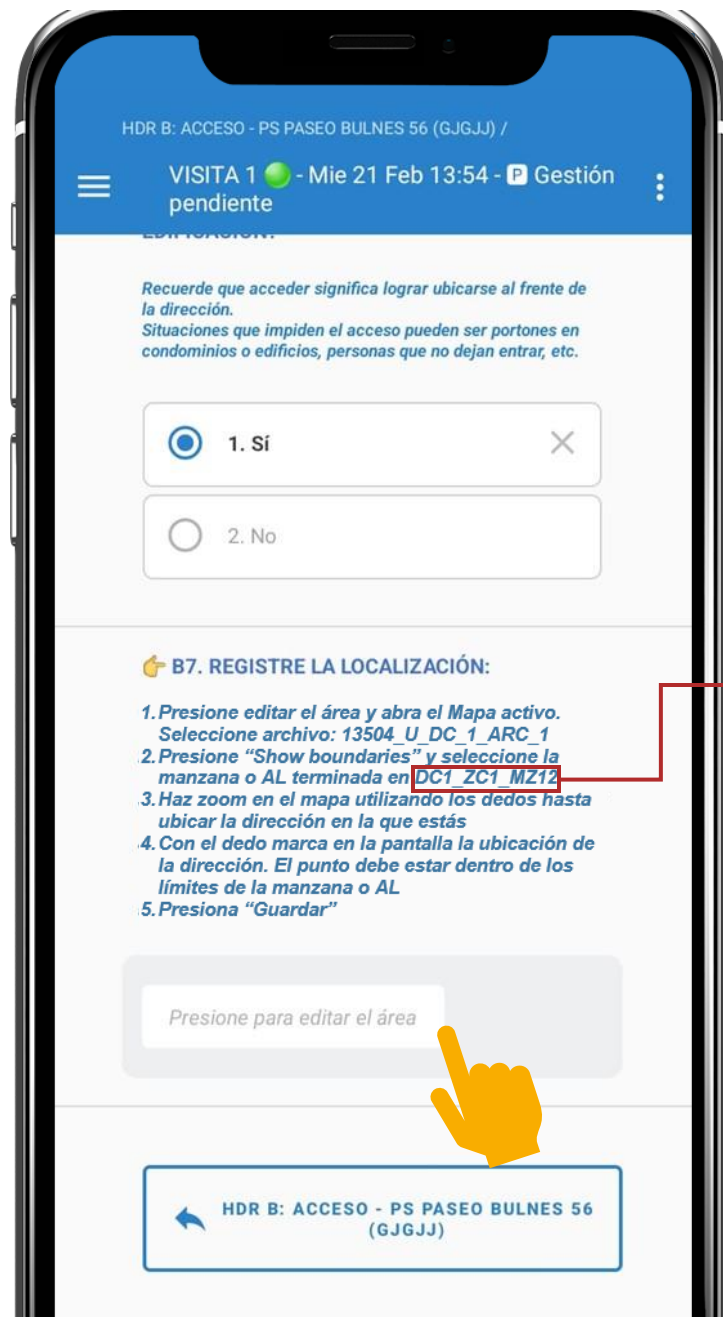 HDR B: ACCESO - PS PASEO BULNES 56 (GJGJJ) /
VISITA 1 🟢 - Mie 21 Feb 13:54 - 🅿 Gestión
pendiente
Recuerde que acceder significa lograr ubicarse al frente de
la dirección.
Situaciones que impiden el acceso pueden ser portones en
condominios o edificios, personas que no dejan entrar, etc.
1. Sí
2. No
👉 B7. REGISTRE LA LOCALIZACIÓN:
1. Presione editar el área y abra el Mapa activo.
Seleccione archivo: 13504_U_DC_1_ARC_1
2. Presione “Show boundaries” y seleccione la
manzana o AL terminada en DC1_ZC1_MZ12
3. Haz zoom en el mapa utilizando los dedos hasta
ubicar la dirección en la que estás
4. Con el dedo marca en la pantalla la ubicación de
la dirección. El punto debe estar dentro de los
límites de la manzana o AL
5. Presiona “Guardar”
Presione para editar el área
HDR B: ACCESO - PS PASEO BULNES 56
(GJGJJ)